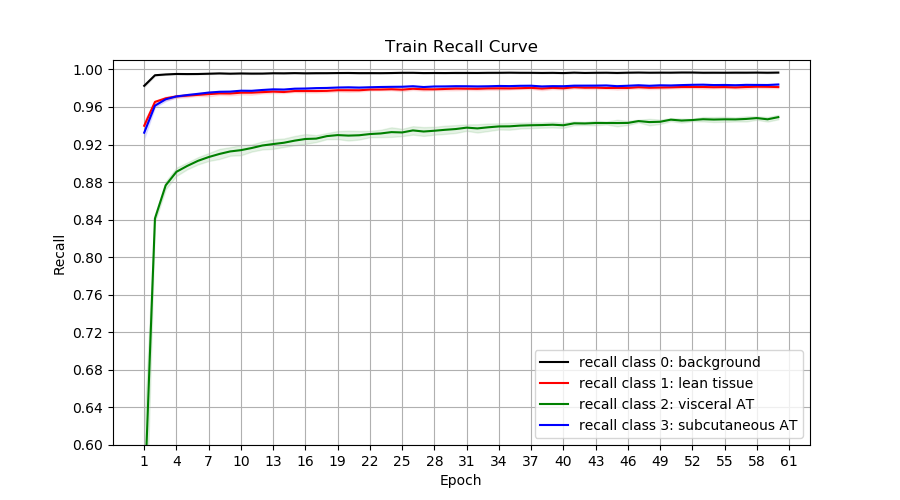 Train Recall Curve
1.00
0.96
0.92
0.88
0.84
0.80
0.76
0.72
0.68
0.64
0.60
Recall
recall class 0: background
recall class 1: lean tissue
recall class 2: visceral AT
recall class 3: subcutaneous AT
1 4 7 10 13 16 19 22 25 28 31 34 37 40 43 46 49 52 55 58 61
Epoch